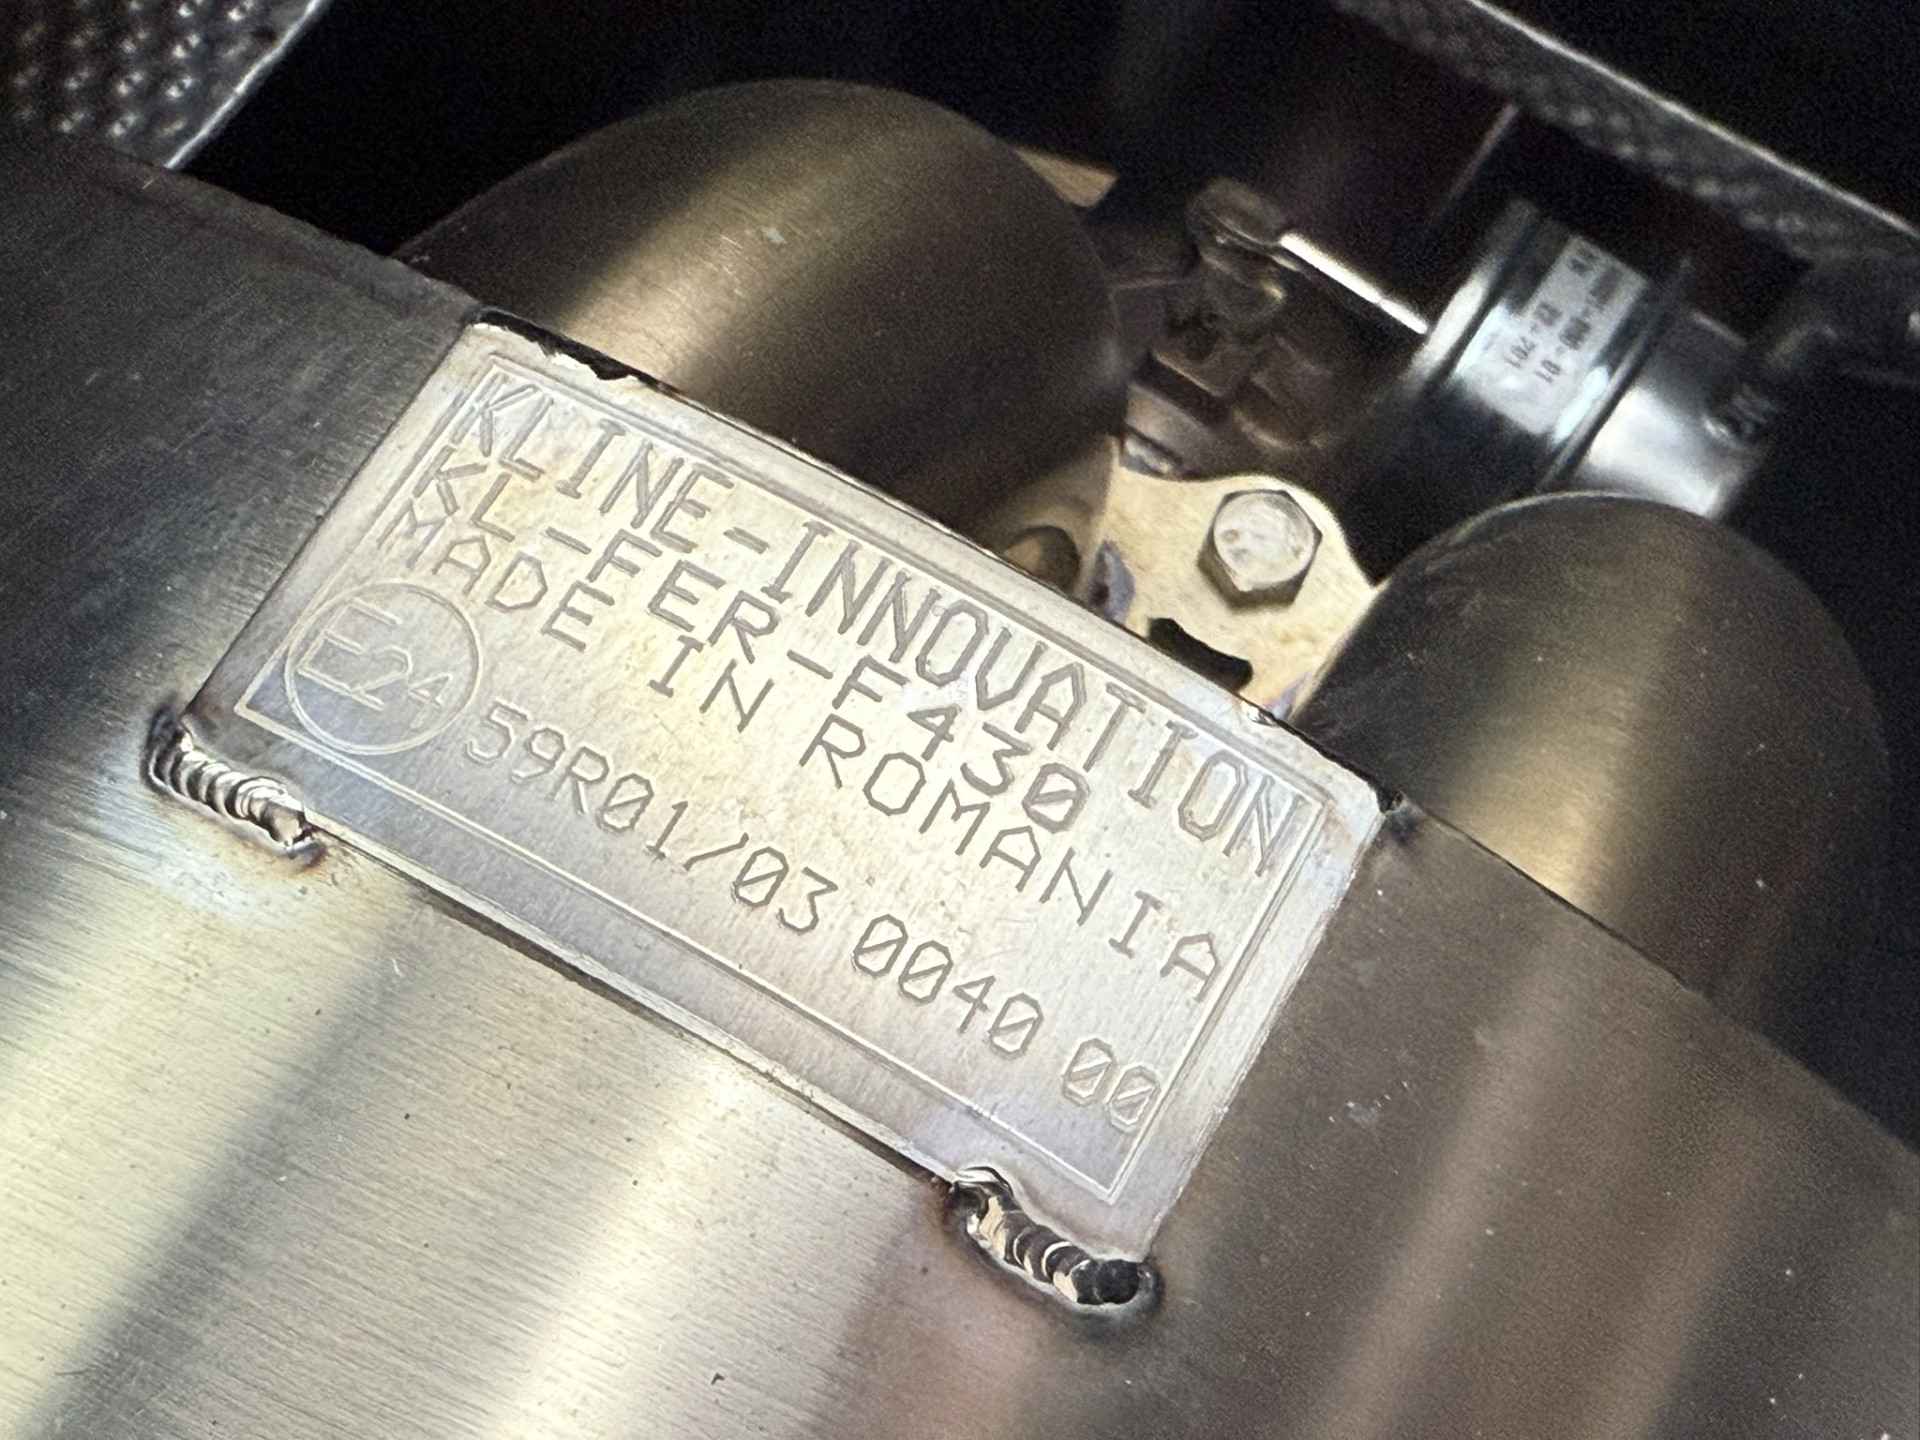 KLINE-INNOVATION
KL-FER-F430
MADE IN ROMANIA
E24 59R01/03 0040 00